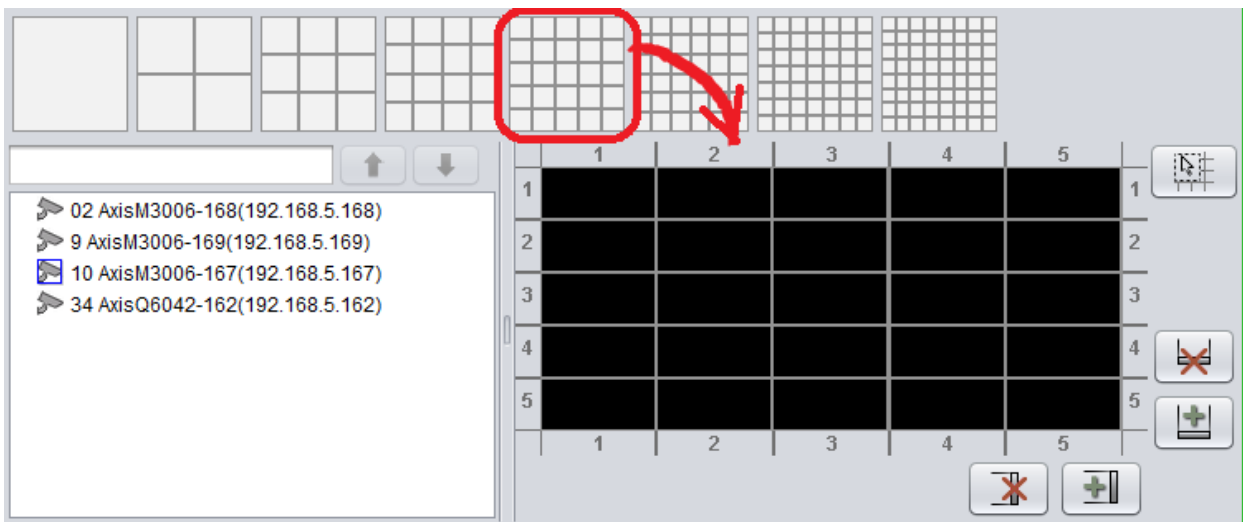 1 2 3 4 5
1 1
02 AxisM3006-168(192.168.5.168)
9 AxisM3006-169(192.168.5.169)
2 2
10 AxisM3006-167(192.168.5.167)
34 AxisQ6042-162(192.168.5.162)
3 3
4 4
5 5
1 2 3 4 5